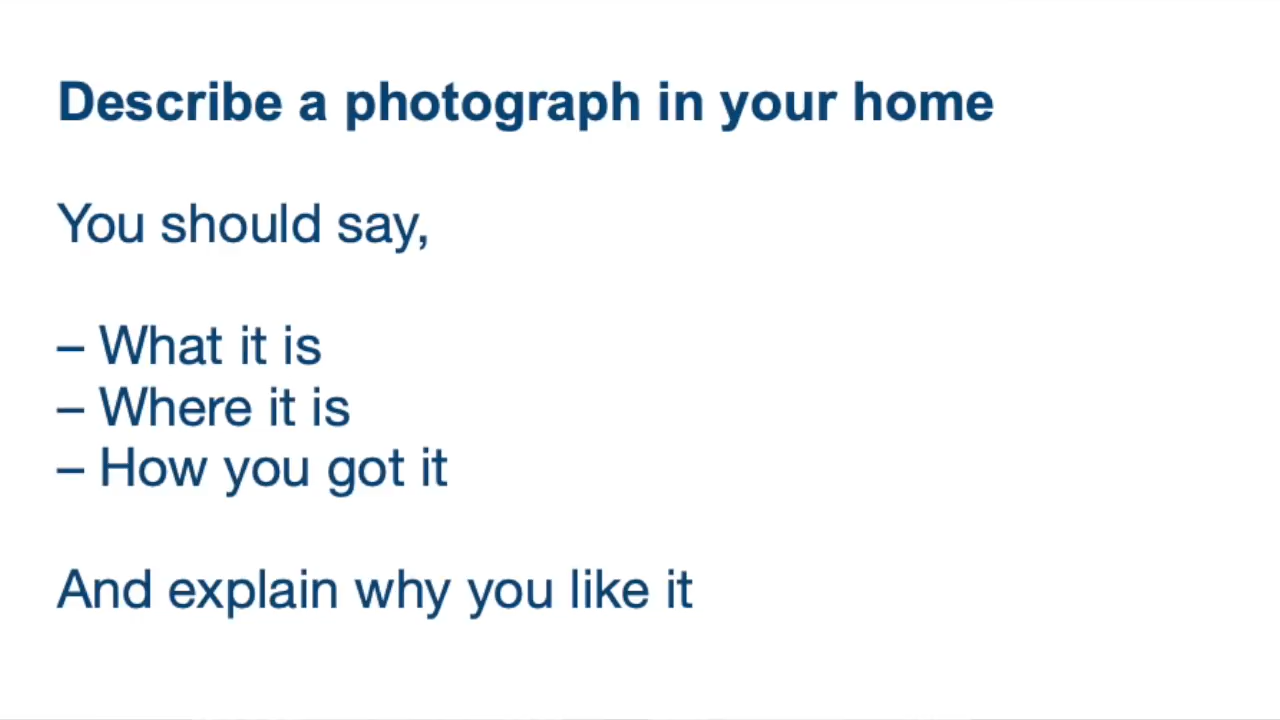 Describe a photograph in your home
You should say,
– What it is
– Where it is
– How you got it
And explain why you like it